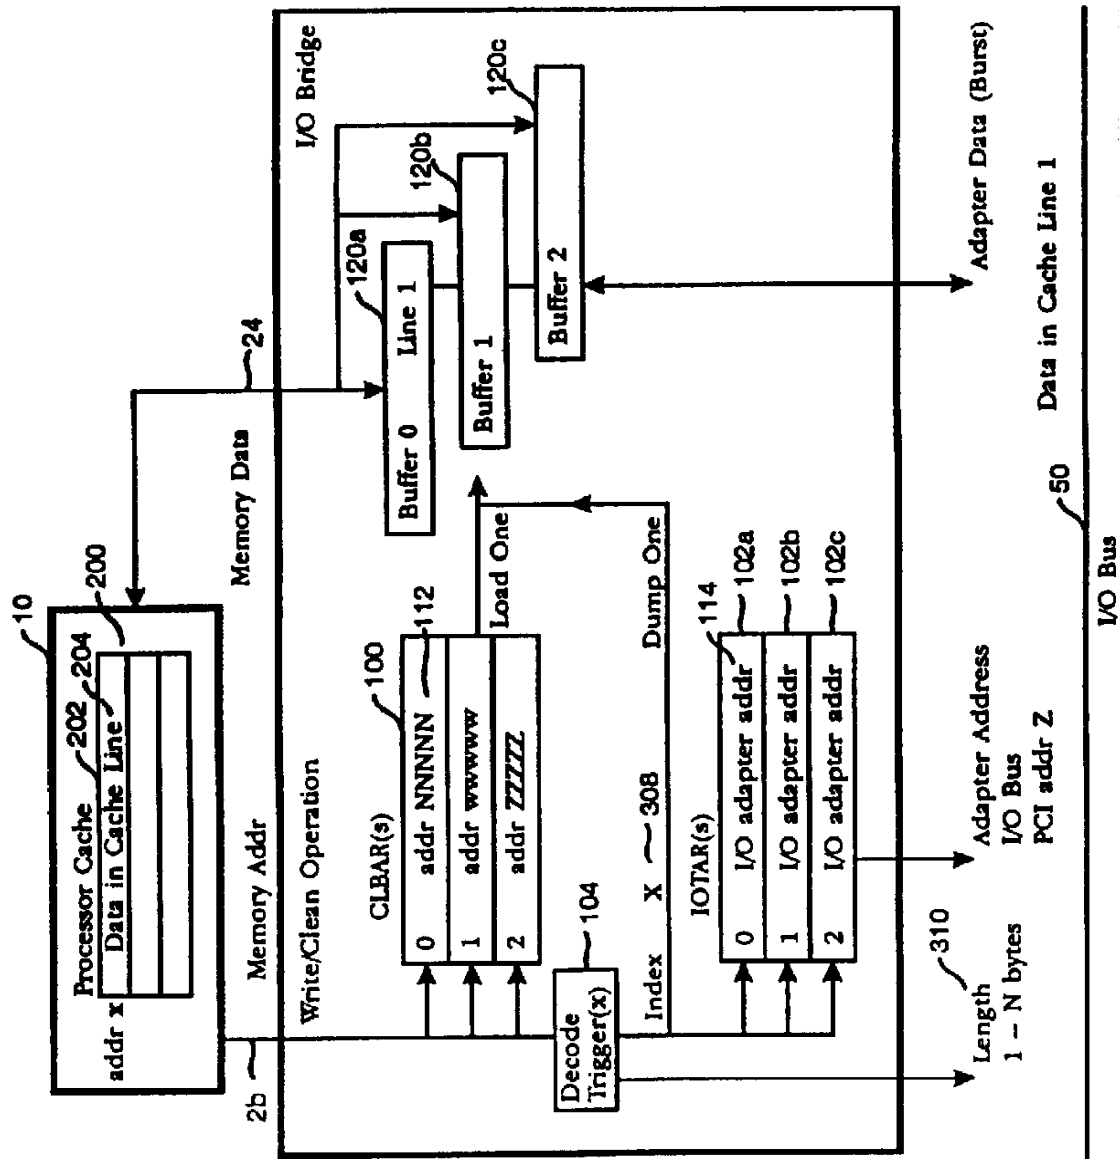 10
Processor Cache
202
204
200
addr x
Data in Cache Line
2b
Memory Addr
Memory Data
24
Write/Clean Operation
I/O Bridge
CLBAR(s)
100
0 addr NNNNN
112
1 addr wwwww
2 addr ZZZZZ
Load One
120a
Buffer 0 Line 1
120b
Buffer 1
120c
Buffer 2
Decode
Trigger(x)
104
Index X
308
Dump One
IOTAR(s)
114
0 I/O adapter addr
102a
1 I/O adapter addr
102b
2 I/O adapter addr
102c
310
Length
1 - N bytes
Adapter Address
I/O Bus
PCI addr Z
Adapter Data (Burst)
Data in Cache Line 1
50
I/O Bus